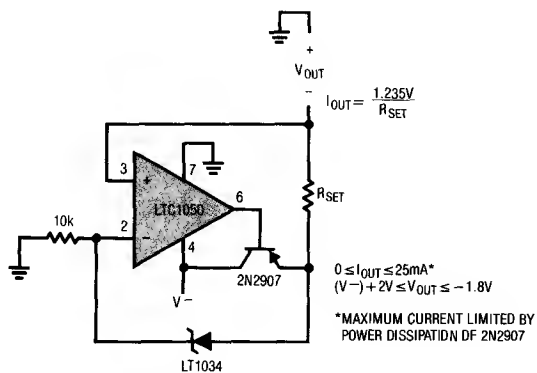 +
VOUT
-
IOUT = 1.235V
RSET
3
7
+
LTC1050
6
RSET
10k
2
-
4
2N2907
V-
0 ≤ IOUT ≤ 25mA*
(V-) + 2V ≤ VOUT ≤ -1.8V
*MAXIMUM CURRENT LIMITED BY
POWER DISSIPATION OF 2N2907
LT1034